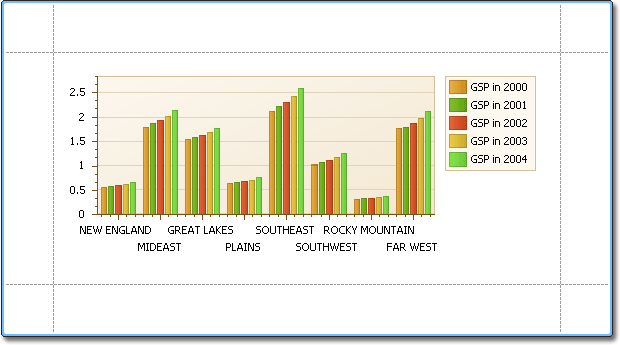 2.5
2
1.5
1
0.5
0
NEW ENGLAND GREAT LAKES SOUTHEAST ROCKY MOUNTAIN
MIDEAST PLAINS SOUTHWEST FAR WEST
GSP in 2000
GSP in 2001
GSP in 2002
GSP in 2003
GSP in 2004